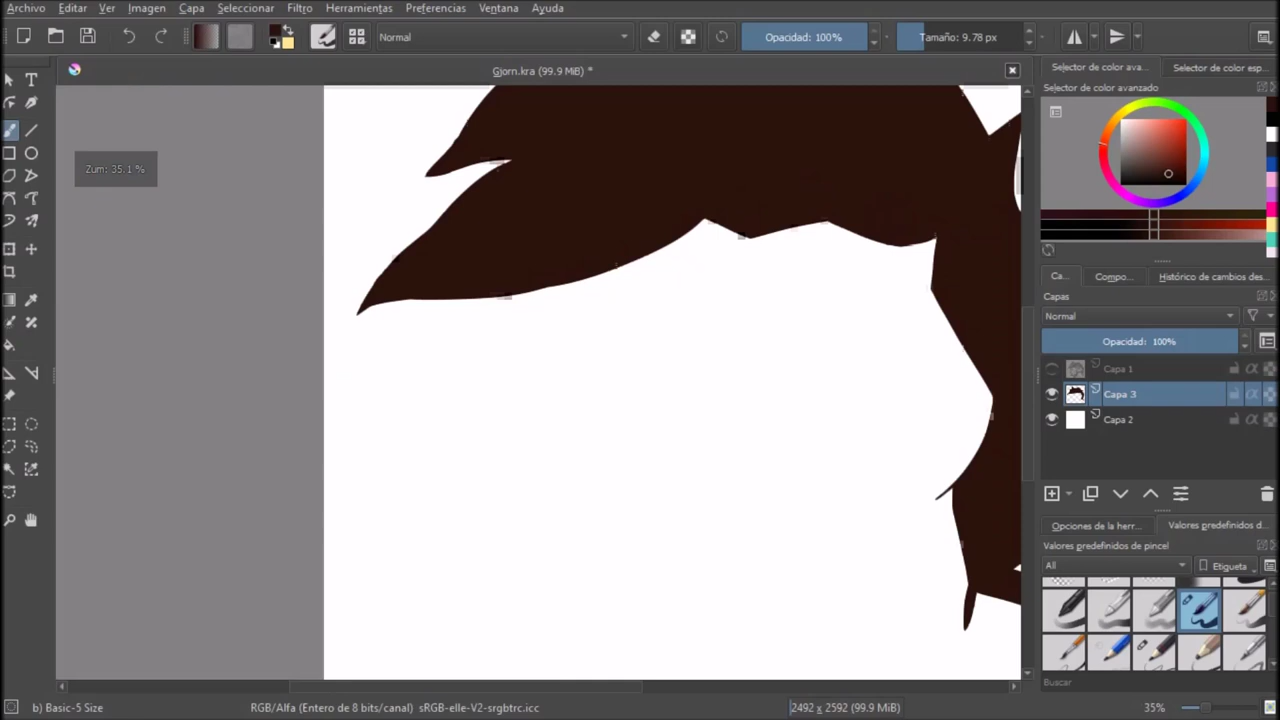 Archivo Editar Ver Imagen Capa Seleccionar Filtro Herramientas Preferencias Ventana Ayuda
Normal
Opacidad: 100%
Tamaño: 9.78 px
Gjorn.kra (99.9 MiB) *
Selector de color ava...
Selector de color esp...
Selector de color avanzado
Zum: 35.1 %
Ca...
Compo...
Histórico de cambios des...
Capas
Normal
Opacidad: 100%
Capa 1
Capa 3
Capa 2
Opciones de la herr...
Valores predefinidos d...
Valores predefinidos de pincel
All
Etiqueta
Buscar
b) Basic-5 Size
RGB/Alfa (Entero de 8 bits/canal) sRGB-elle-V2-srgbtrc.icc
2492 x 2592 (99.9 MiB)
35%